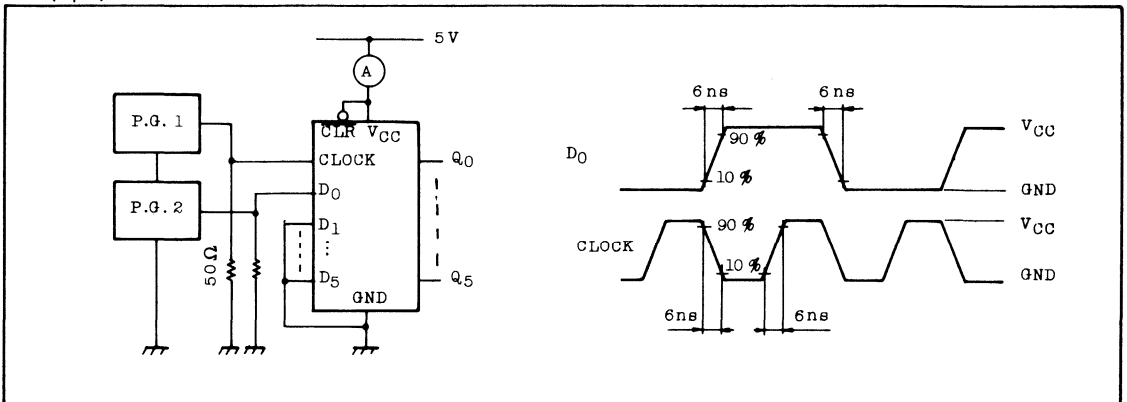 5V
A
P.G. 1
CLR VCC
CLOCK
Q0
D0
P.G. 2
D1
⋮
50Ω
D5
Q5
GND
6ns 6ns
VCC
90 %
D0
10 %
GND
VCC
90 %
CLOCK
10 %
GND
6ns 6ns